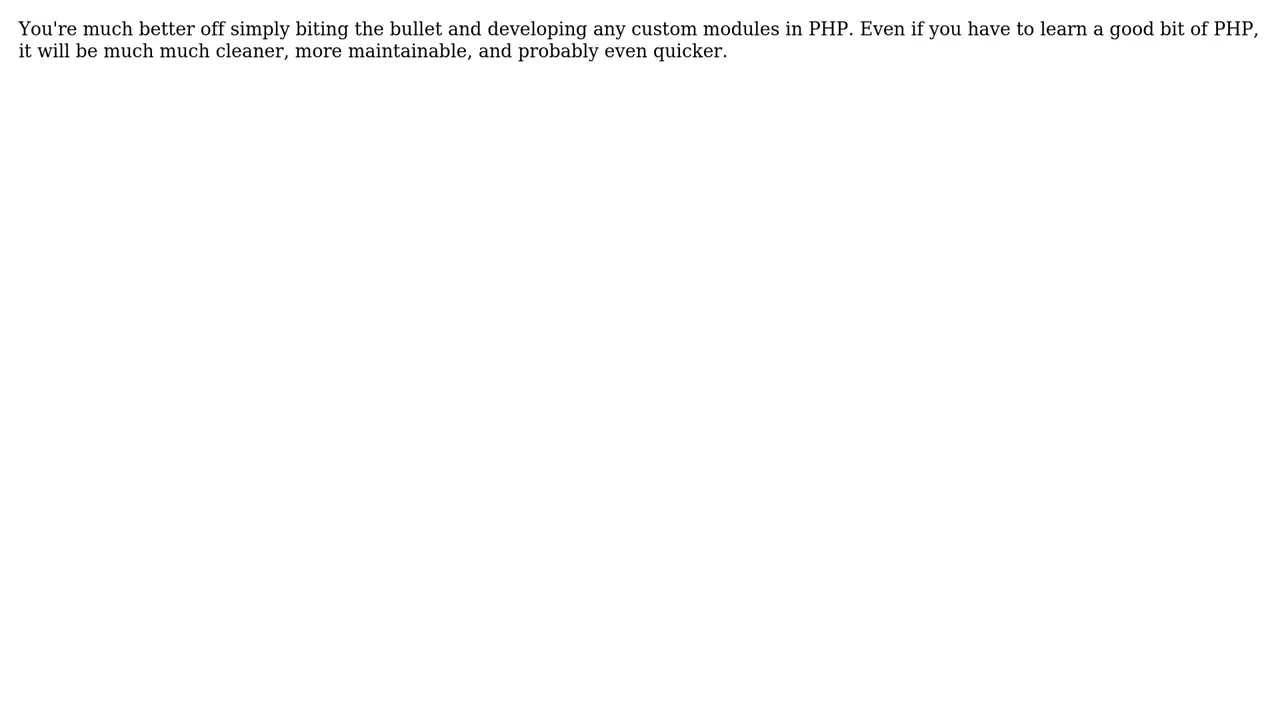 You're much better off simply biting the bullet and developing any custom modules in PHP. Even if you have to learn a good bit of PHP,
it will be much much cleaner, more maintainable, and probably even quicker.